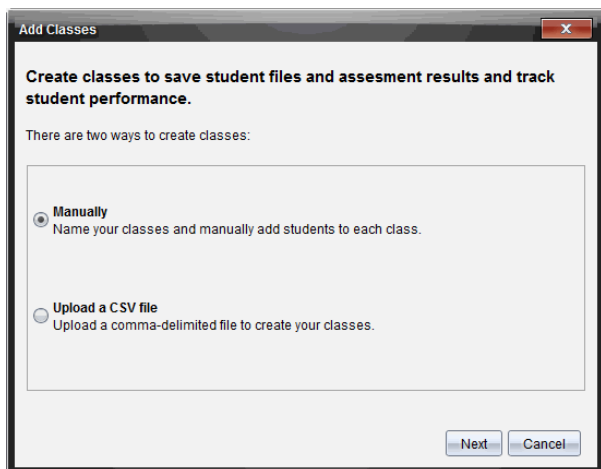 Add Classes
Create classes to save student files and assesment results and track
student performance.
There are two ways to create classes:
Manually
Name your classes and manually add students to each class.
Upload a CSV file
Upload a comma-delimited file to create your classes.
Next Cancel